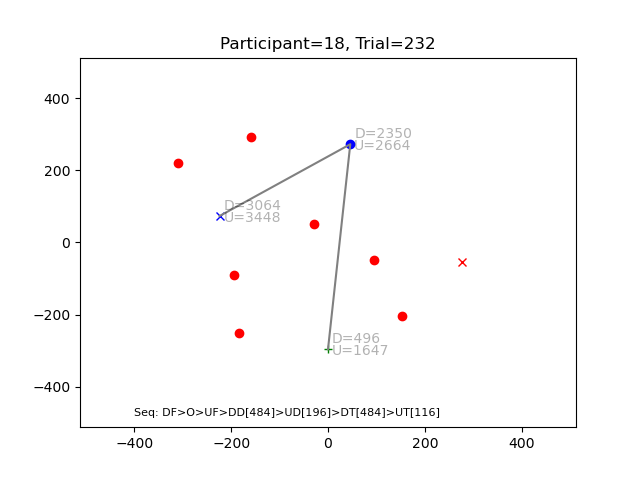 Participant=18, Trial=232
400
200
0
−200
−400
D=2350
U=2664
D=3064
U=3448
D=496
U=1647
Seq: DF>O>UF>DD[484]>UD[196]>DT[484]>UT[116]
−400
−200
0
200
400